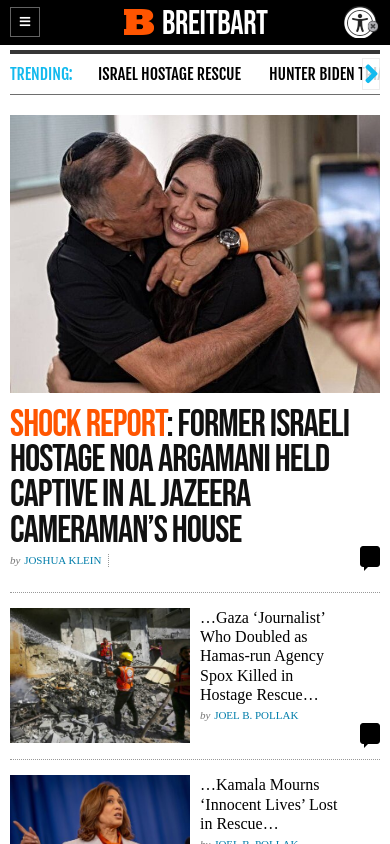 BREITBART
TRENDING: ISRAEL HOSTAGE RESCUE HUNTER BIDEN
SHOCK REPORT: FORMER ISRAELI
HOSTAGE NOA ARGAMANI HELD
CAPTIVE IN AL JAZEERA
CAMERAMAN’S HOUSE
by JOSHUA KLEIN
…Gaza ‘Journalist’
Who Doubled as
Hamas-run Agency
Spox Killed in
Hostage Rescue…
by JOEL B. POLLAK
…Kamala Mourns
‘Innocent Lives’ Lost
in Rescue…
by JOEL B. POLLAK